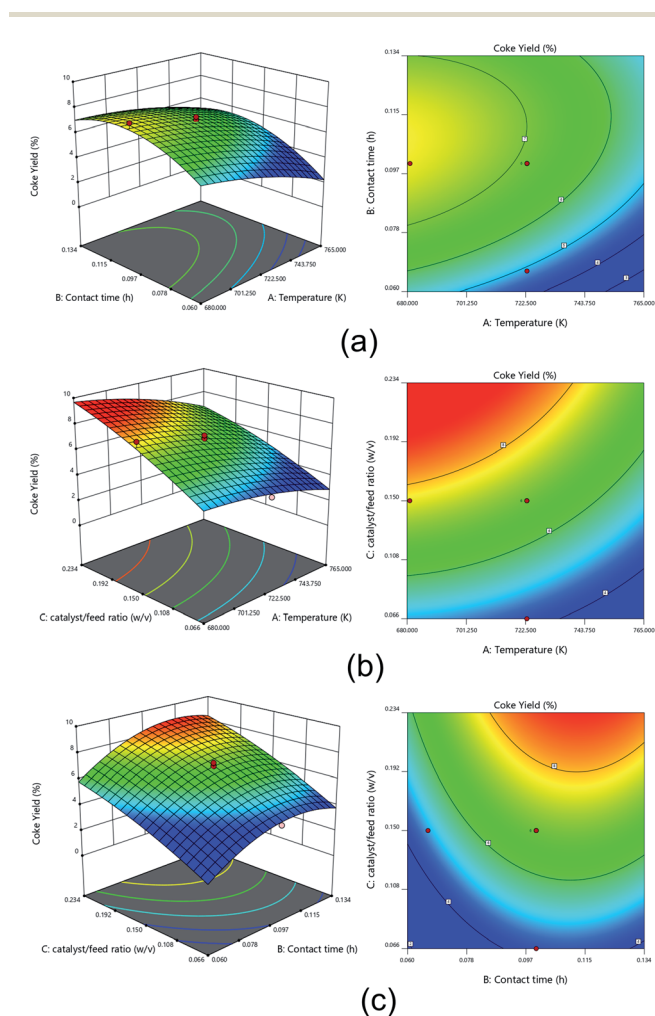 Coke Yield (%)
10
8
6
4
2
0
0.134
0.115
0.097
0.078
0.060
B: Contact time (h)
680.000
701.250
722.500
743.750
765.000
A: Temperature (K)
Coke Yield (%)
B: Contact time (h)
0.134
0.115
0.097
0.078
0.060
680.000 701.250 722.500 743.750 765.000
A: Temperature (K)
(a)
Coke Yield (%)
10
8
6
4
2
0
0.234
0.192
0.150
0.108
0.066
C: catalyst/feed ratio (w/v)
680.000
701.250
722.500
743.750
765.000
A: Temperature (K)
Coke Yield (%)
C: catalyst/feed ratio (w/v)
0.234
0.192
0.150
0.108
0.066
680.000 701.250 722.500 743.750 765.000
A: Temperature (K)
(b)
Coke Yield (%)
10
8
6
4
2
0
0.234
0.192
0.150
0.108
0.066
C: catalyst/feed ratio (w/v)
0.060
0.078
0.097
0.115
0.134
B: Contact time (h)
Coke Yield (%)
C: catalyst/feed ratio (w/v)
0.234
0.192
0.150
0.108
0.066
0.060 0.078 0.097 0.115 0.134
B: Contact time (h)
(c)